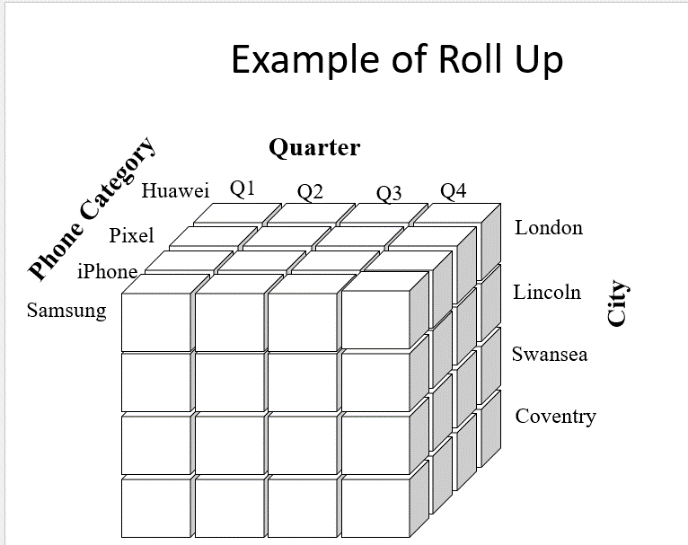 Example of Roll Up
Quarter
Phone Category
Huawei Q1 Q2 Q3 Q4
London
Pixel
iPhone
Lincoln
City
Samsung
Swansea
Coventry